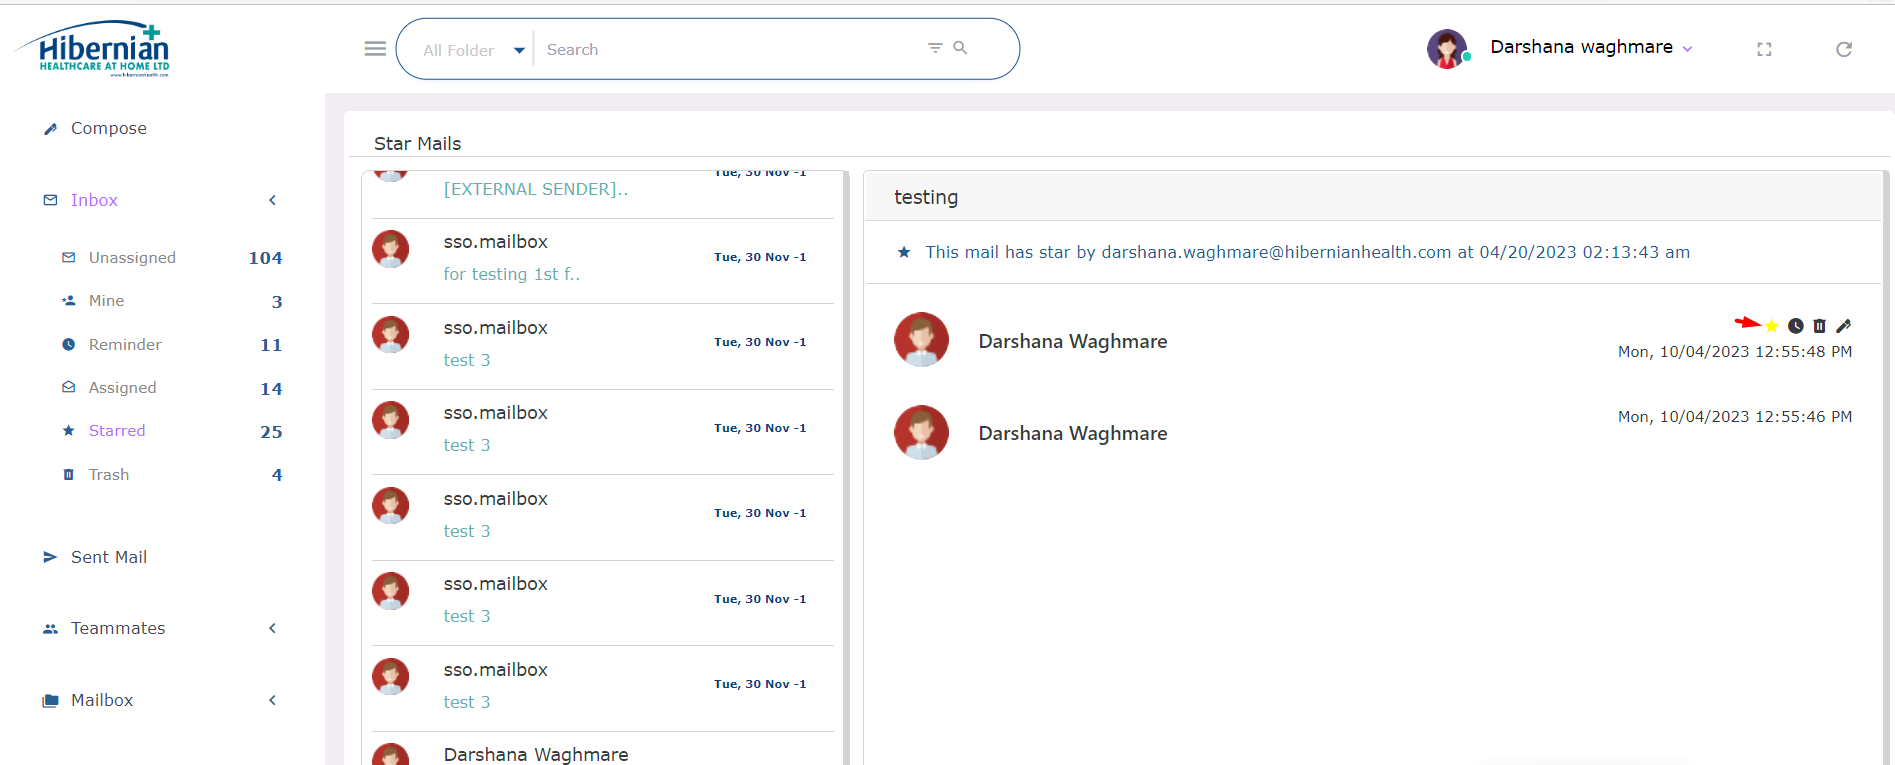 Hibernian
HEALTHCARE AT HOME LTD
www.hibernianhealth.com
All Folder
Search
Darshana waghmare
Compose
Inbox
Unassigned 104
Mine 3
Reminder 11
Assigned 14
Starred 25
Trash 4
Sent Mail
Teammates
Mailbox
Star Mails
Tue, 30 Nov -1
[EXTERNAL SENDER]..
sso.mailbox
Tue, 30 Nov -1
for testing 1st f..
sso.mailbox
Tue, 30 Nov -1
test 3
sso.mailbox
Tue, 30 Nov -1
test 3
sso.mailbox
Tue, 30 Nov -1
test 3
sso.mailbox
Tue, 30 Nov -1
test 3
sso.mailbox
Tue, 30 Nov -1
test 3
Darshana Waghmare
testing
This mail has star by darshana.waghmare@hibernianhealth.com at 04/20/2023 02:13:43 am
Darshana Waghmare
Mon, 10/04/2023 12:55:48 PM
Darshana Waghmare
Mon, 10/04/2023 12:55:46 PM